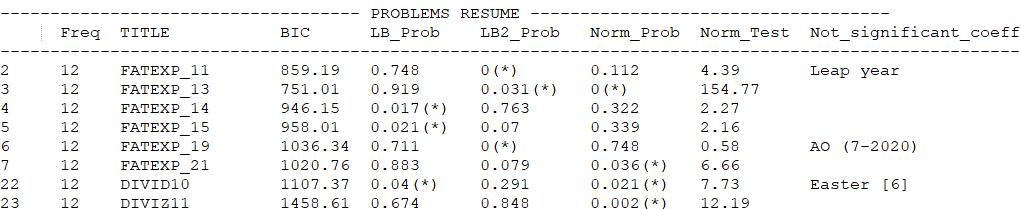 ------------------------------------ PROBLEMS RESUME ------------------------------------
Freq TITLE BIC LB_Prob LB2_Prob Norm_Prob Norm_Test Not_significant_coeff
2 12 FATEXP_11 859.19 0.748 0(*) 0.112 4.39 Leap year
3 12 FATEXP_13 751.01 0.919 0.031(*) 0(*) 154.77
4 12 FATEXP_14 946.15 0.017(*) 0.763 0.322 2.27
5 12 FATEXP_15 958.01 0.021(*) 0.07 0.339 2.16
6 12 FATEXP_19 1036.34 0.711 0(*) 0.748 0.58 AO (7-2020)
7 12 FATEXP_21 1020.76 0.883 0.079 0.036(*) 6.66
22 12 DIVID10 1107.37 0.04(*) 0.291 0.021(*) 7.73 Easter [6]
23 12 DIVIZ11 1458.61 0.674 0.848 0.002(*) 12.19